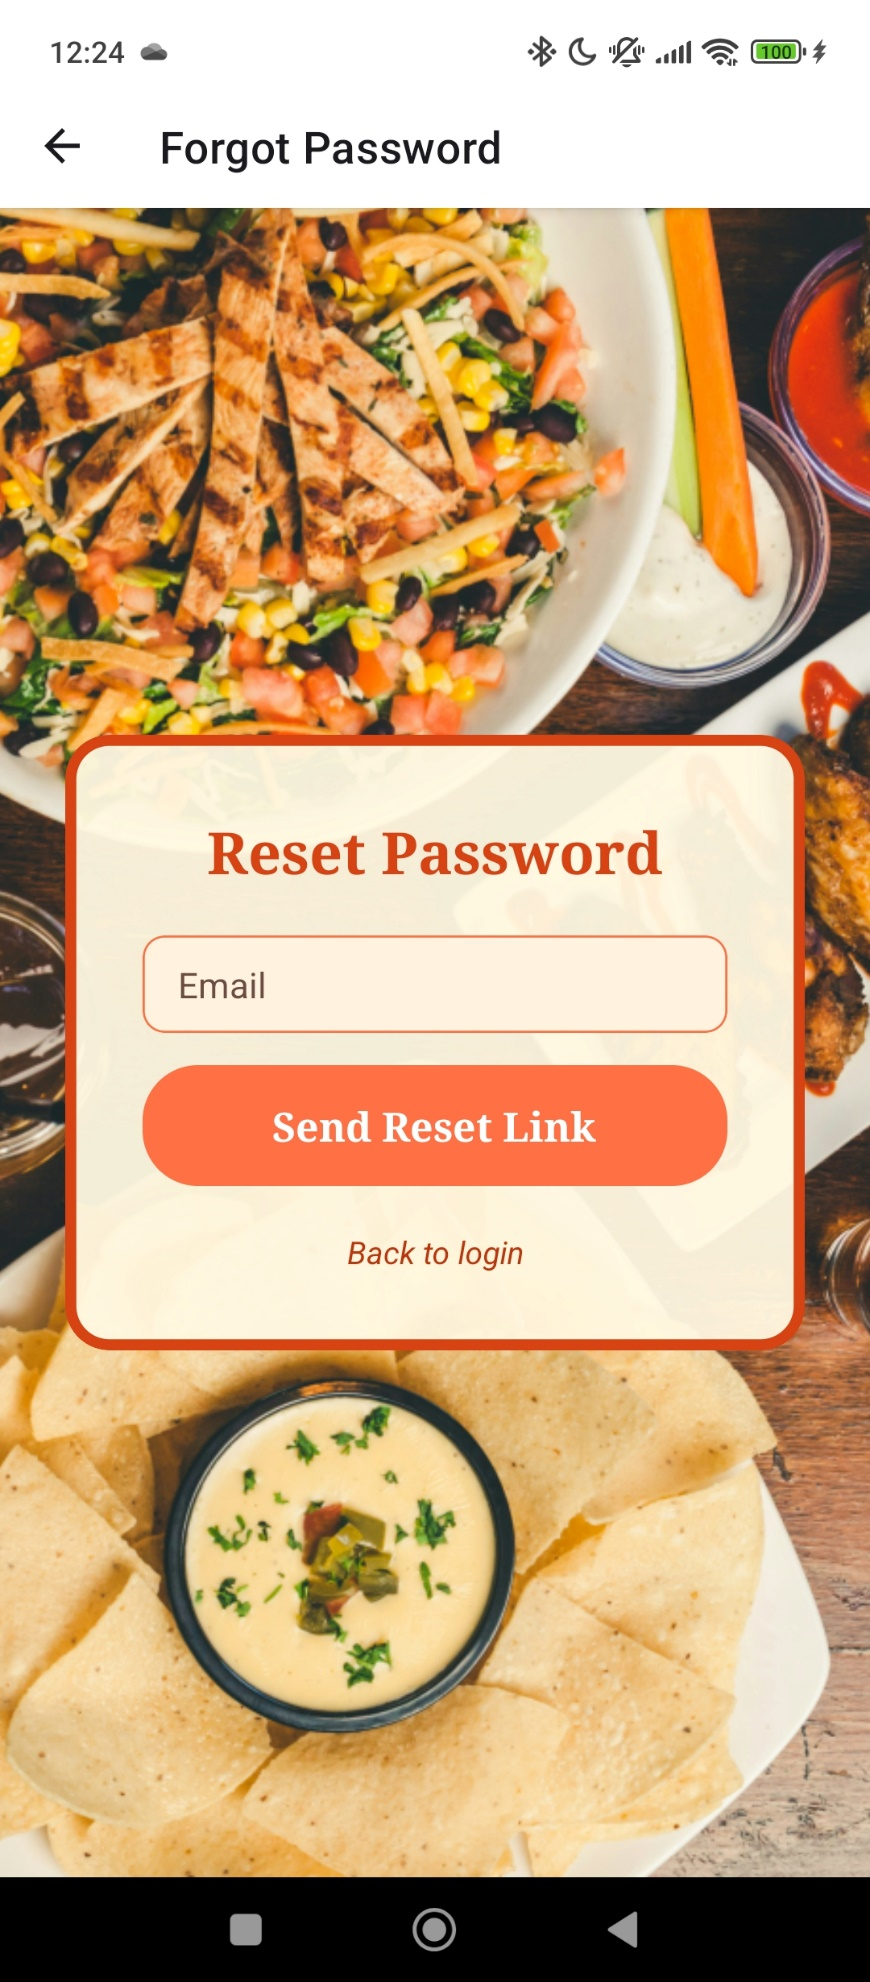 12:24
100
Forgot Password
Reset Password
Email
Send Reset Link
Back to login